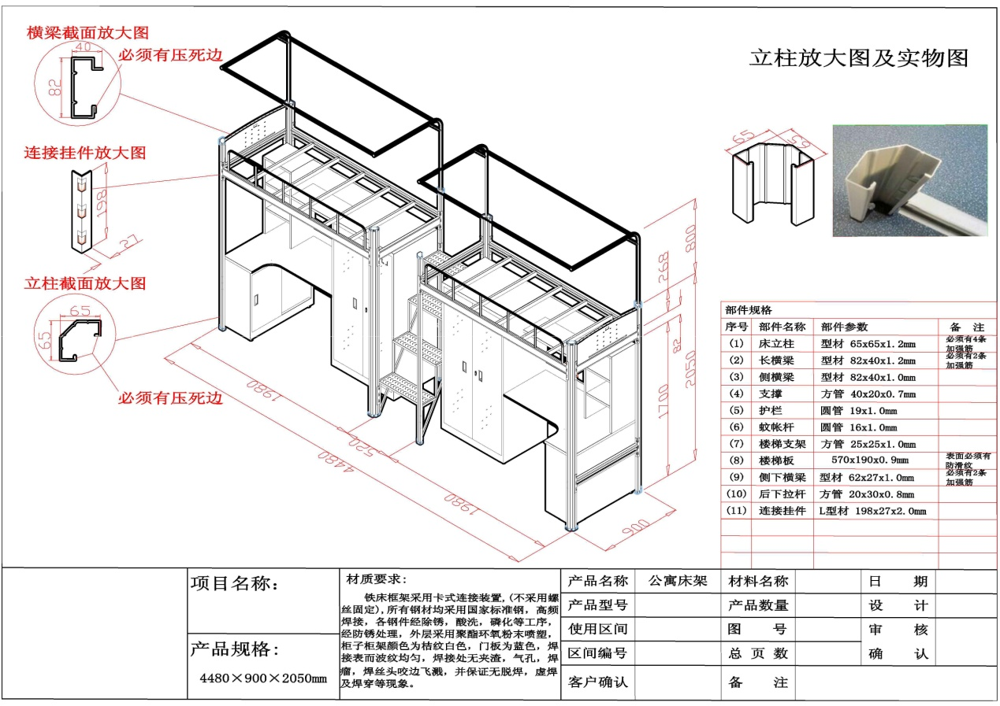 横梁截面放大图
40
必须有压死边
82
连接挂件放大图
198
27
立柱截面放大图
65
65
必须有压死边
立柱放大图及实物图
65
65
800
268
82
1700
2050
1980
520
4480
1980
900
部件规格
序号 部件名称 部件参数 备 注
(1) 床立柱 型材 65x65x1.2mm 必须有4条加强筋
(2) 长横梁 型材 82x40x1.2mm 必须有2条加强筋
(3) 侧横梁 型材 82x40x1.0mm
(4) 支撑 方管 40x20x0.7mm
(5) 护栏 圆管 19x1.0mm
(6) 蚊帐杆 圆管 16x1.0mm
(7) 楼梯支架 方管 25x25x1.0mm
(8) 楼梯板 570x190x0.9mm 表面必须有防滑纹
(9) 侧下横梁 型材 62x27x1.0mm 必须有2条加强筋
(10) 后下拉杆 方管 20x30x0.8mm
(11) 连接挂件 L型材 198x27x2.0mm
项目名称:
产品规格:
4480×900×2050mm
材质要求:
铁床框架采用卡式连接装置,(不采用螺
丝固定),所有钢材均采用国家标准钢，高频
焊接，各钢件经除锈，酸洗，磷化等工序，
经防锈处理，外层采用聚酯环氧粉末喷塑，
柜子柜架颜色为桔纹白色，门板为蓝色，焊
接表而波纹均匀，焊接处无夹渣，气孔，焊
瘤，焊丝头咬边飞溅，并保证无脱焊，虚焊
及焊穿等现象。
产品名称 公寓床架 材料名称 日 期
产品型号 产品数量 设 计
使用区间 图 号 审 核
区间编号 总 页 数 确 认
客户确认 备 注